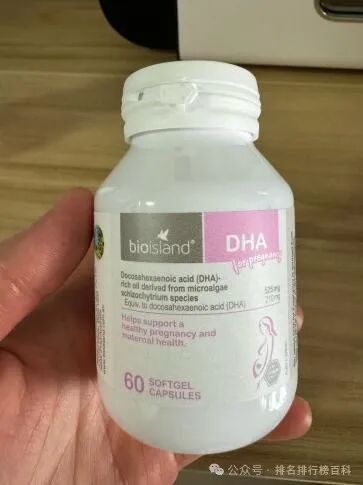 bioisland®
DHA
for pregnancy
Docosahexaenoic acid (DHA)-
rich oil derived from microalgae
schizochytrium species 525mg
Equiv. to docosahexaenoic acid (DHA) 210mg
Helps support a
healthy pregnancy and
maternal health.
60 SOFTGEL
CAPSULES
公众号 · 排名排行榜百科